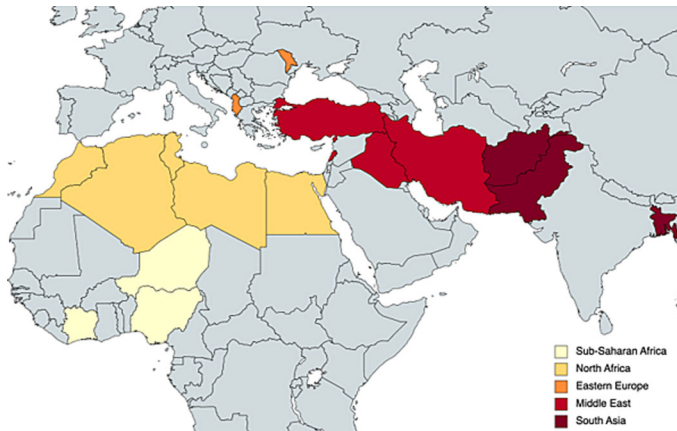 Sub-Saharan Africa
North Africa
Eastern Europe
Middle East
South Asia